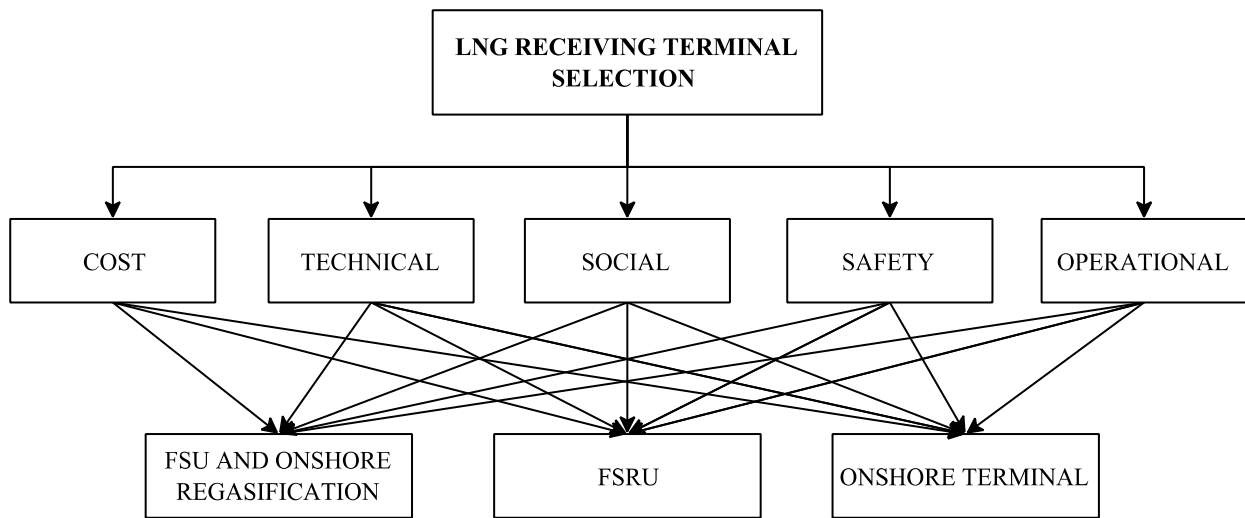 LNG RECEIVING TERMINAL
SELECTION
COST
TECHNICAL
SOCIAL
SAFETY
OPERATIONAL
FSU AND ONSHORE
REGASIFICATION
FSRU
ONSHORE TERMINAL